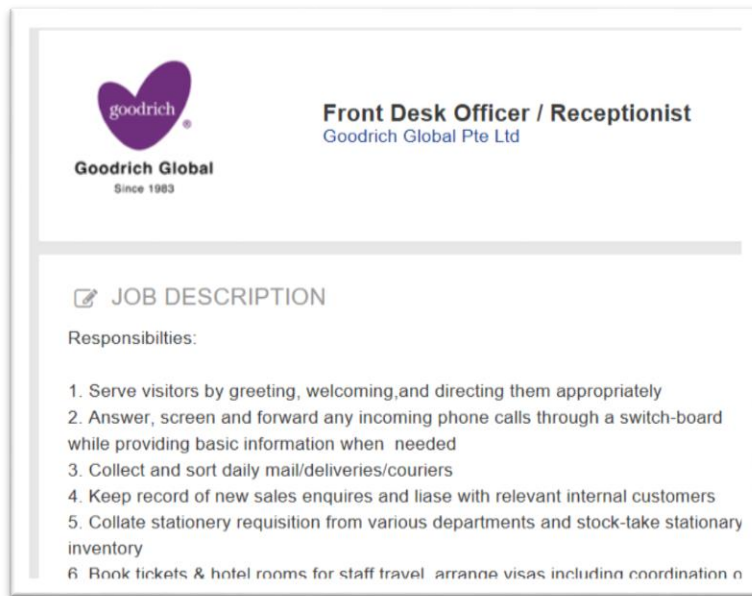 goodrich
®
Goodrich Global
Since 1983
Front Desk Officer / Receptionist
Goodrich Global Pte Ltd
JOB DESCRIPTION
Responsibilties:
1. Serve visitors by greeting, welcoming,and directing them appropriately
2. Answer, screen and forward any incoming phone calls through a switch-board
while providing basic information when needed
3. Collect and sort daily mail/deliveries/couriers
4. Keep record of new sales enquires and liase with relevant internal customers
5. Collate stationery requisition from various departments and stock-take stationary
inventory
6. Book tickets & hotel rooms for staff travel, arrange visas including coordination o